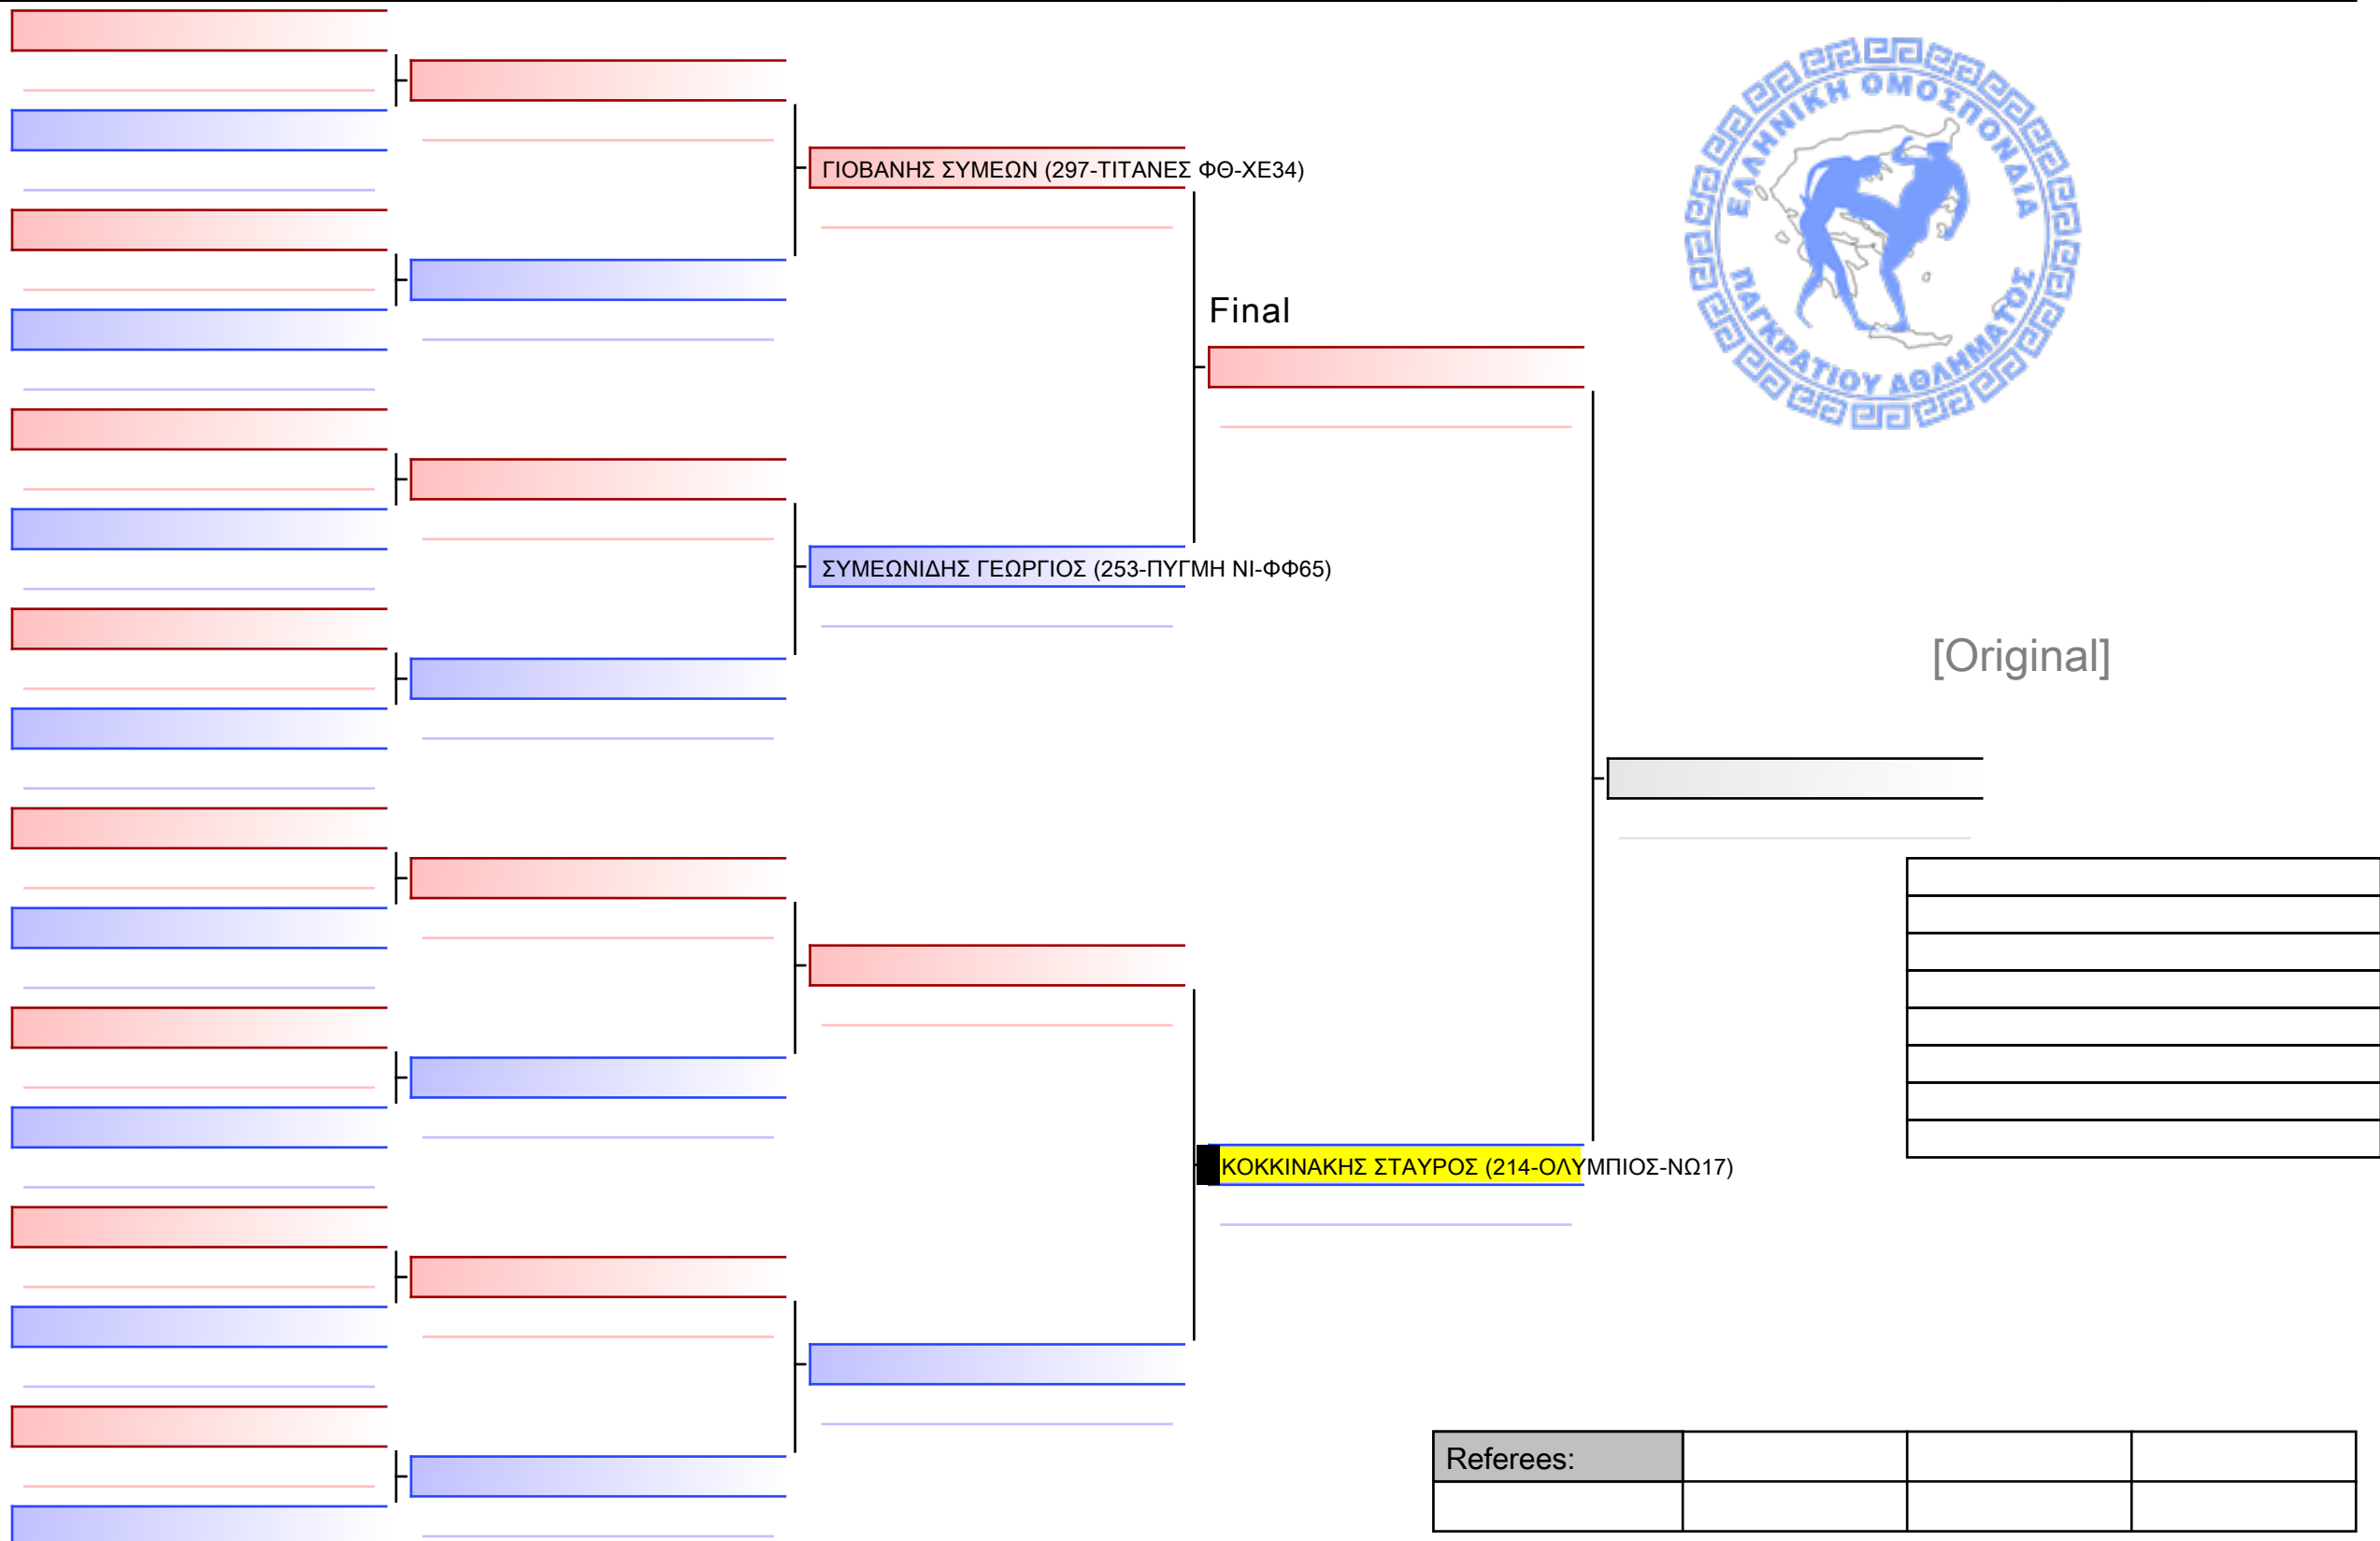 ΕΛΛΗΝΙΚΗ ΟΜΟΣΠΟΝΔΙΑ
ΠΑΓΚΡΑΤΙΟΥ ΑΘΛΗΜΑΤΟΣ
ΓΙΟΒΑΝΗΣ ΣΥΜΕΩΝ (297-ΤΙΤΑΝΕΣ ΦΘ-ΧΕ34)
Final
ΣΥΜΕΩΝΙΔΗΣ ΓΕΩΡΓΙΟΣ (253-ΠΥΓΜΗ ΝΙ-ΦΦ65)
[Original]
ΚΟΚΚΙΝΑΚΗΣ ΣΤΑΥΡΟΣ (214-ΟΛΥΜΠΙΟΣ-ΝΩ17)
Referees: